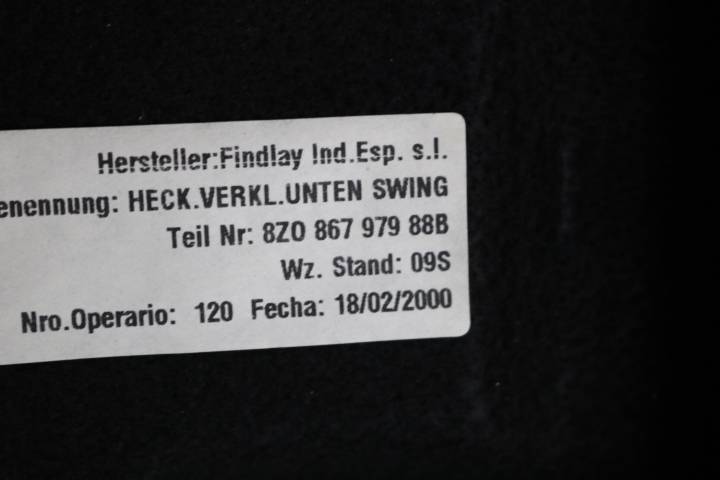 Hersteller:Findlay Ind.Esp. s.l.
enennung: HECK.VERKL.UNTEN SWING
Teil Nr: 8Z0 867 979 88B
Wz. Stand: 09S
Nro.Operario: 120 Fecha: 18/02/2000